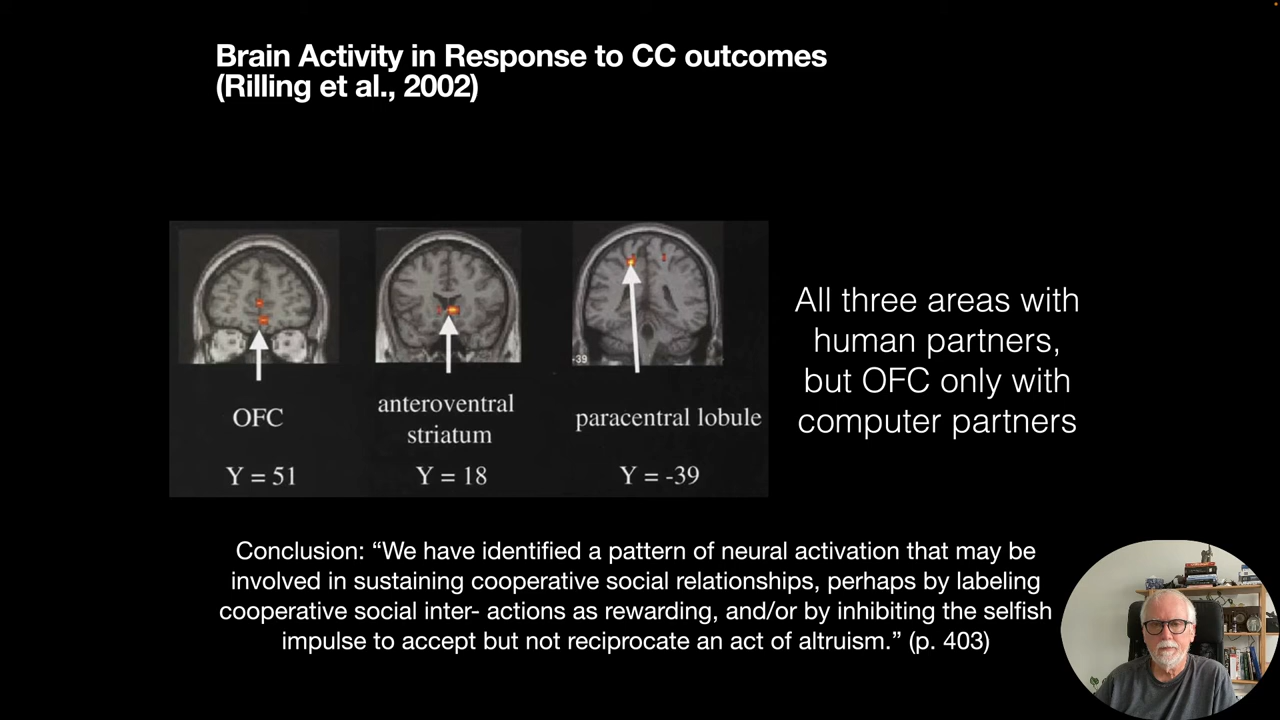 Brain Activity in Response to CC outcomes
(Rilling et al., 2002)
-39
OFC
anteroventral
striatum
paracentral lobule
Y = 51
Y = 18
Y = -39
All three areas with
human partners,
but OFC only with
computer partners
Conclusion: “We have identified a pattern of neural activation that may be
involved in sustaining cooperative social relationships, perhaps by labeling
cooperative social inter- actions as rewarding, and/or by inhibiting the selfish
impulse to accept but not reciprocate an act of altruism.” (p. 403)